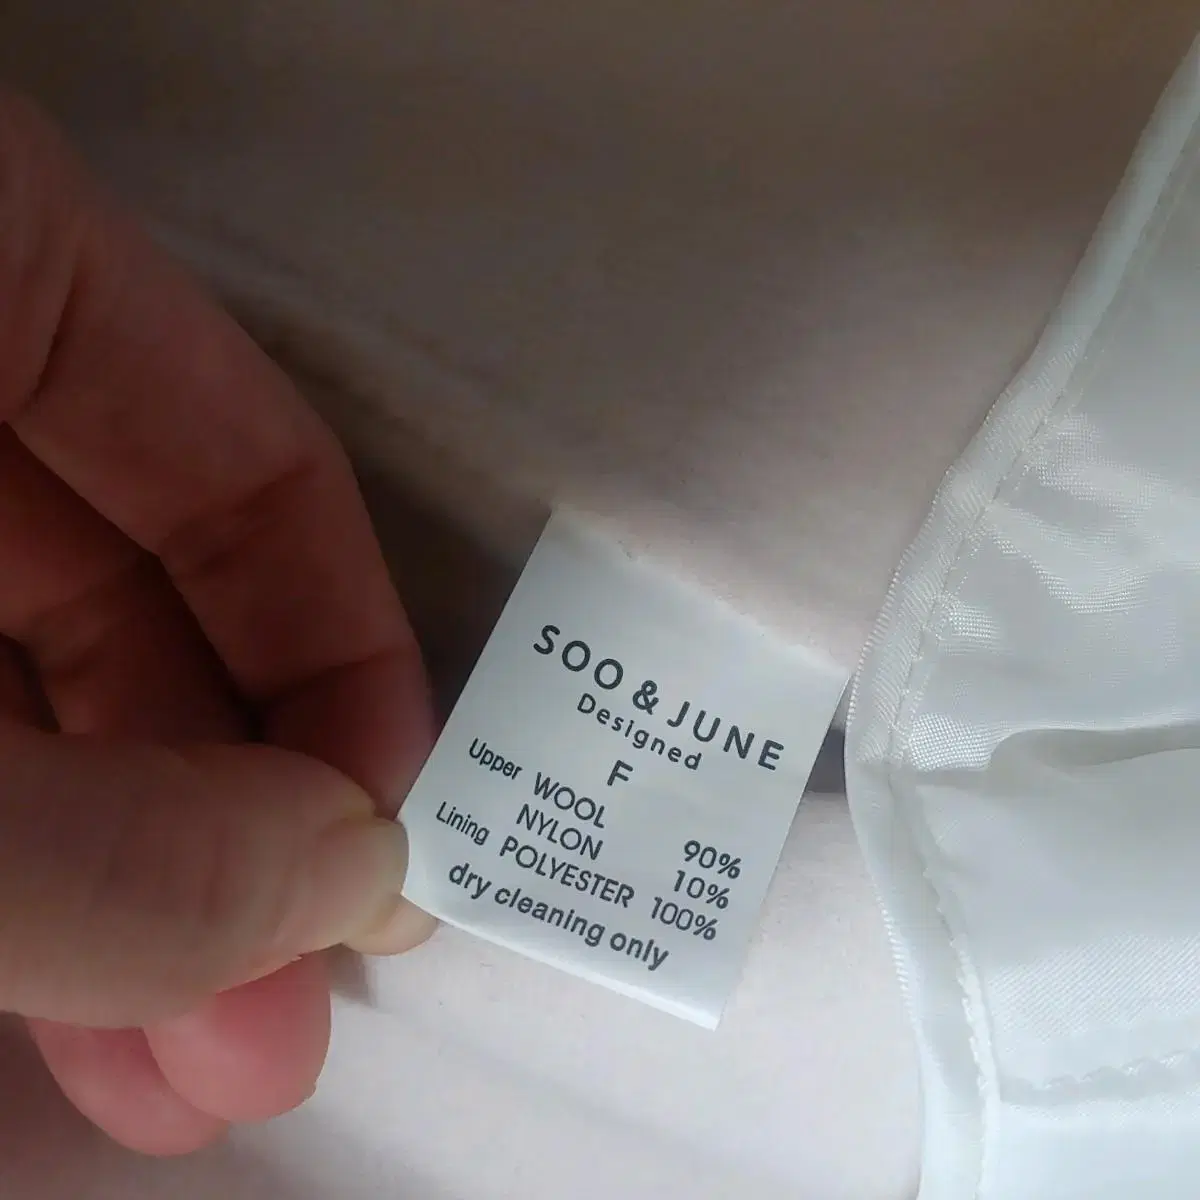 SOO & JUNE
Designed
F
Upper WOOL 90%
NYLON 10%
Lining POLYESTER 100%
dry cleaning only